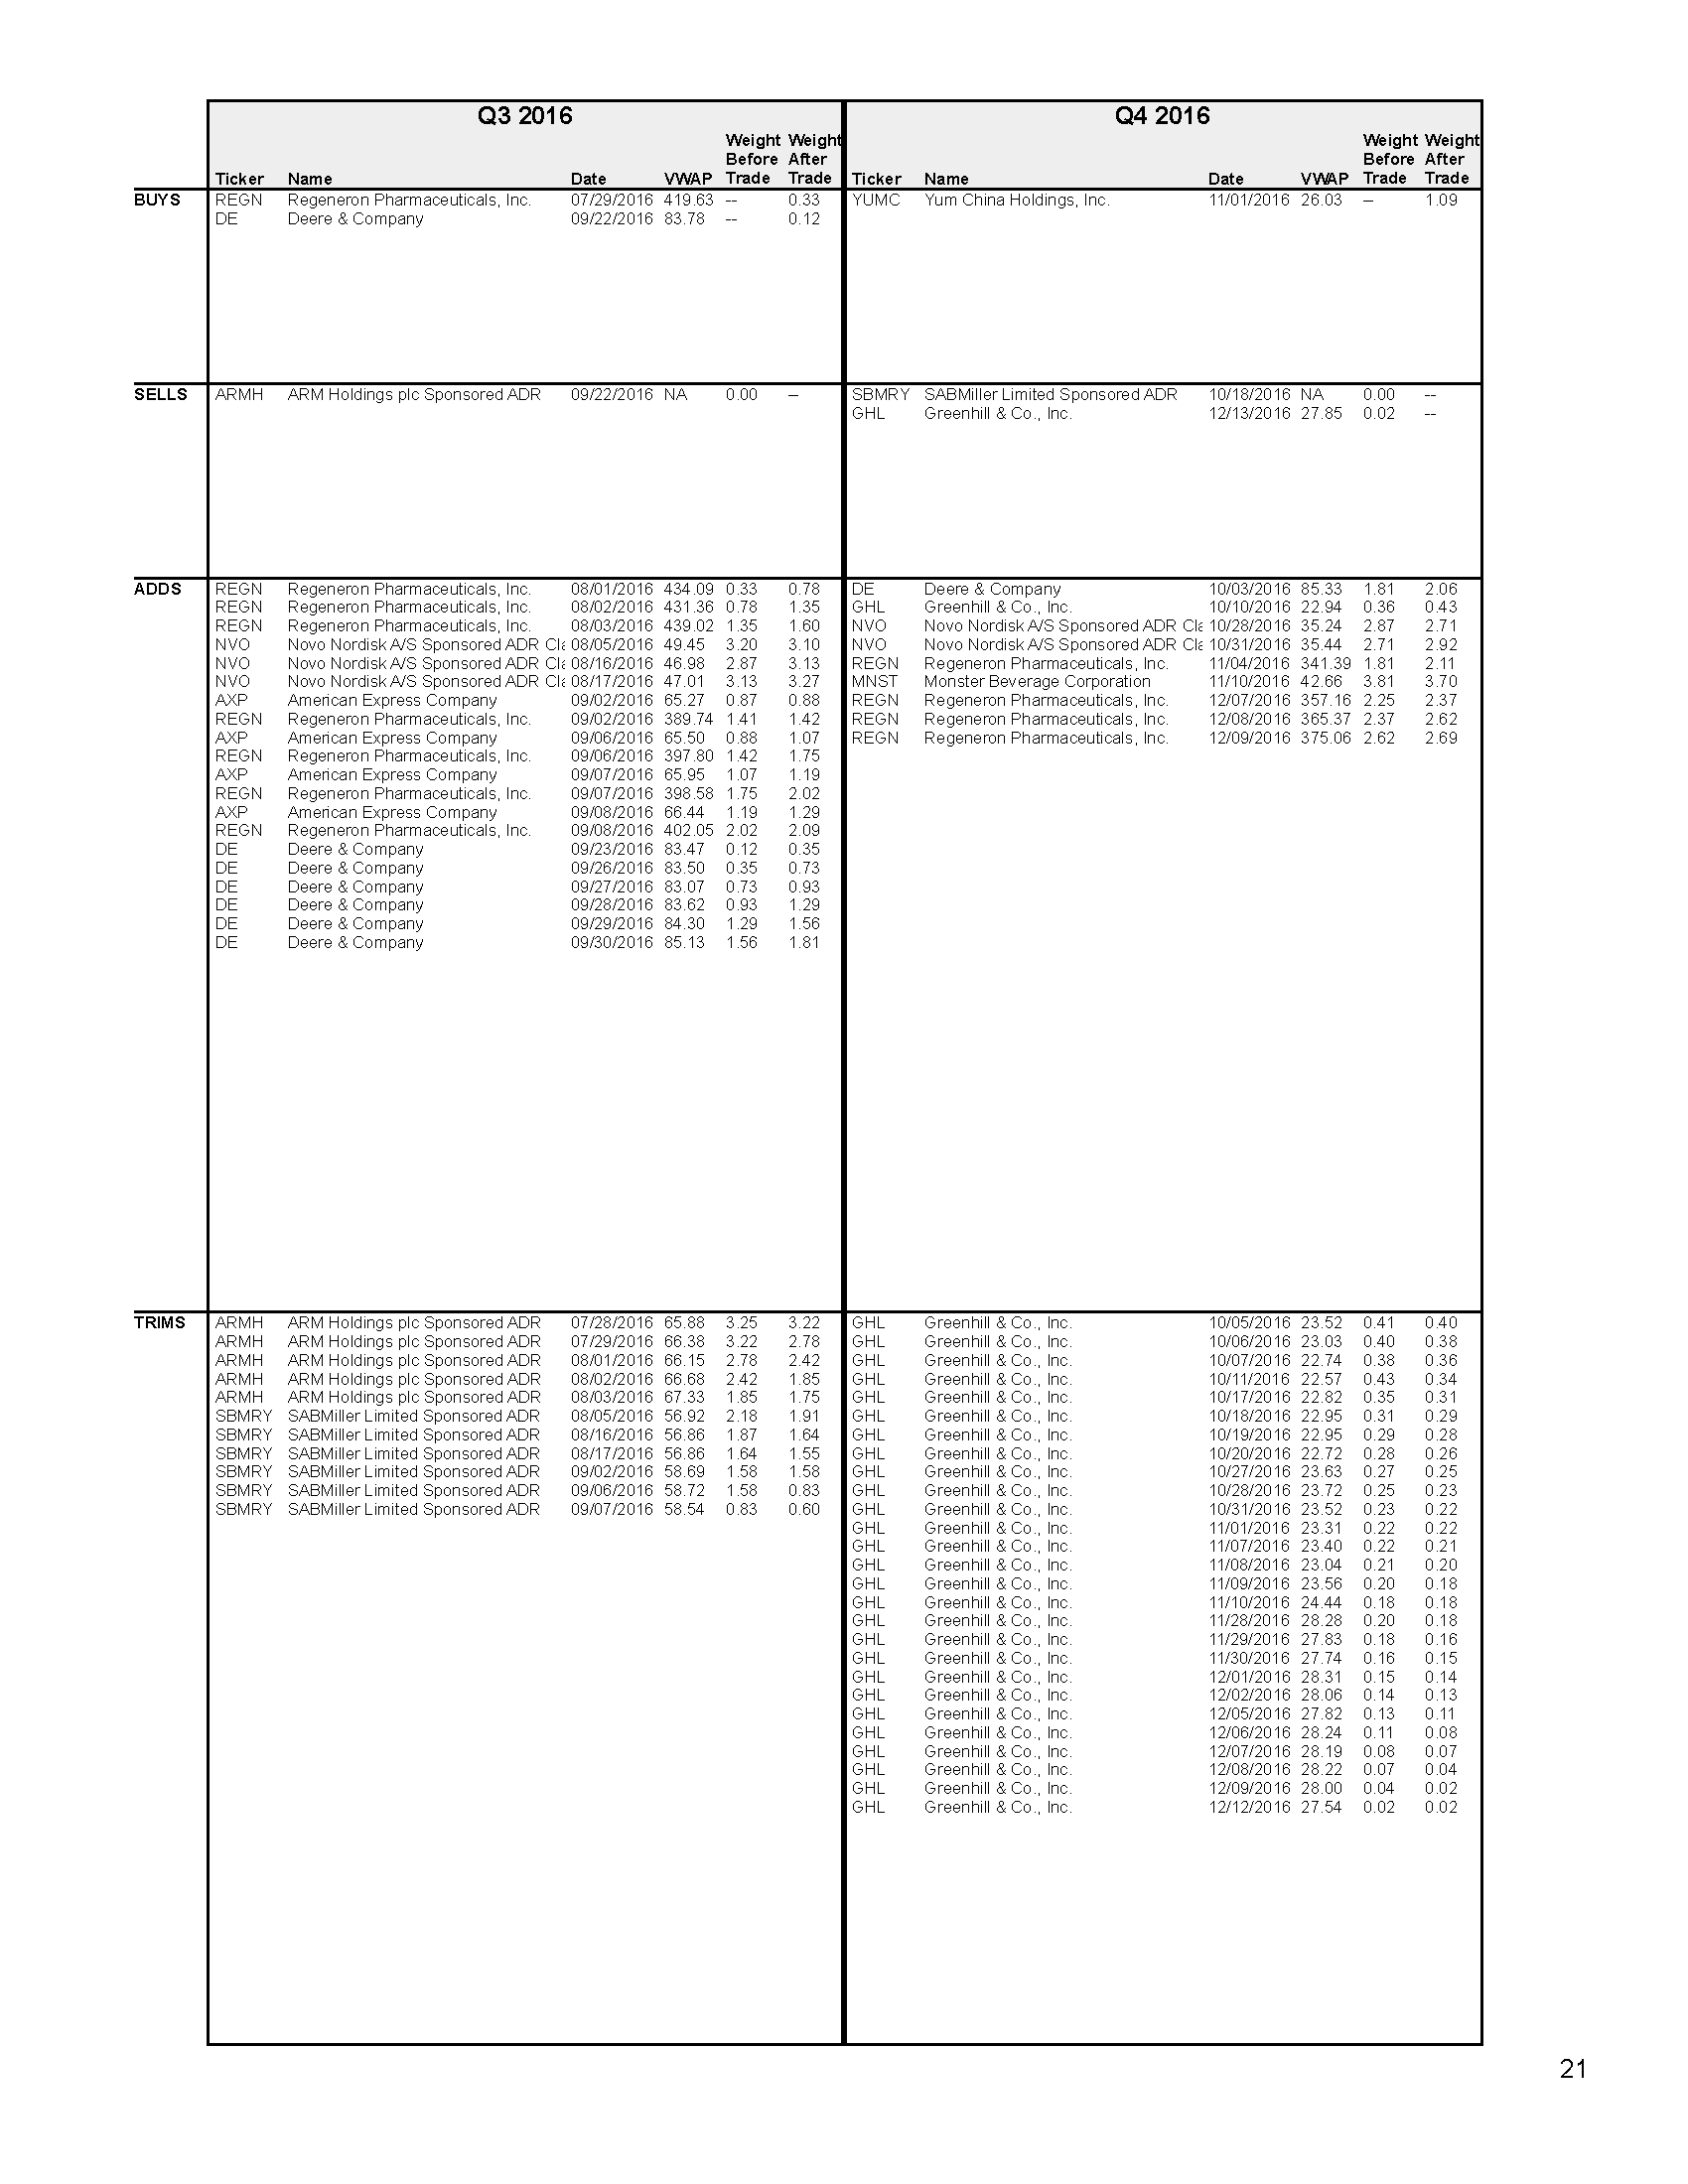 Q3 2016
Q4 2016
Ticker Name Date VWAP Weight Before Trade Weight After Trade
Ticker Name Date VWAP Weight Before Trade Weight After Trade
BUYS
REGN Regeneron Pharmaceuticals, Inc. 07/29/2016 419.63 -- 0.33
DE Deere & Company 09/22/2016 83.78 -- 0.12
YUMC Yum China Holdings, Inc. 11/01/2016 26.03 – 1.09
SELLS
ARMH ARM Holdings plc Sponsored ADR 09/22/2016 NA 0.00 –
SBMRY SABMiller Limited Sponsored ADR 10/18/2016 NA 0.00 --
GHL Greenhill & Co., Inc. 12/13/2016 27.85 0.02 --
ADDS
REGN Regeneron Pharmaceuticals, Inc. 08/01/2016 434.09 0.33 0.78
REGN Regeneron Pharmaceuticals, Inc. 08/02/2016 431.36 0.78 1.35
REGN Regeneron Pharmaceuticals, Inc. 08/03/2016 439.02 1.35 1.60
NVO Novo Nordisk A/S Sponsored ADR Cla 08/05/2016 49.45 3.20 3.10
NVO Novo Nordisk A/S Sponsored ADR Cla 08/16/2016 46.98 2.87 3.13
NVO Novo Nordisk A/S Sponsored ADR Cla 08/17/2016 47.01 3.13 3.27
AXP American Express Company 09/02/2016 65.27 0.87 0.88
REGN Regeneron Pharmaceuticals, Inc. 09/02/2016 389.74 1.41 1.42
AXP American Express Company 09/06/2016 65.50 0.88 1.07
REGN Regeneron Pharmaceuticals, Inc. 09/06/2016 397.80 1.42 1.75
AXP American Express Company 09/07/2016 65.95 1.07 1.19
REGN Regeneron Pharmaceuticals, Inc. 09/07/2016 398.58 1.75 2.02
AXP American Express Company 09/08/2016 66.44 1.19 1.29
REGN Regeneron Pharmaceuticals, Inc. 09/08/2016 402.05 2.02 2.09
DE Deere & Company 09/23/2016 83.47 0.12 0.35
DE Deere & Company 09/26/2016 83.50 0.35 0.73
DE Deere & Company 09/27/2016 83.07 0.73 0.93
DE Deere & Company 09/28/2016 83.62 0.93 1.29
DE Deere & Company 09/29/2016 84.30 1.29 1.56
DE Deere & Company 09/30/2016 85.13 1.56 1.81
DE Deere & Company 10/03/2016 85.33 1.81 2.06
GHL Greenhill & Co., Inc. 10/10/2016 22.94 0.36 0.43
NVO Novo Nordisk A/S Sponsored ADR Cla 10/28/2016 35.24 2.87 2.71
NVO Novo Nordisk A/S Sponsored ADR Cla 10/31/2016 35.44 2.71 2.92
REGN Regeneron Pharmaceuticals, Inc. 11/04/2016 341.39 1.81 2.11
MNST Monster Beverage Corporation 11/10/2016 42.66 3.81 3.70
REGN Regeneron Pharmaceuticals, Inc. 12/07/2016 357.16 2.25 2.37
REGN Regeneron Pharmaceuticals, Inc. 12/08/2016 365.37 2.37 2.62
REGN Regeneron Pharmaceuticals, Inc. 12/09/2016 375.06 2.62 2.69
TRIMS
ARMH ARM Holdings plc Sponsored ADR 07/28/2016 65.88 3.25 3.22
ARMH ARM Holdings plc Sponsored ADR 07/29/2016 66.38 3.22 2.78
ARMH ARM Holdings plc Sponsored ADR 08/01/2016 66.15 2.78 2.42
ARMH ARM Holdings plc Sponsored ADR 08/02/2016 66.68 2.42 1.85
ARMH ARM Holdings plc Sponsored ADR 08/03/2016 67.33 1.85 1.75
SBMRY SABMiller Limited Sponsored ADR 08/05/2016 56.92 2.18 1.91
SBMRY SABMiller Limited Sponsored ADR 08/16/2016 56.86 1.87 1.64
SBMRY SABMiller Limited Sponsored ADR 08/17/2016 56.86 1.64 1.55
SBMRY SABMiller Limited Sponsored ADR 09/02/2016 58.69 1.58 1.58
SBMRY SABMiller Limited Sponsored ADR 09/06/2016 58.72 1.58 0.83
SBMRY SABMiller Limited Sponsored ADR 09/07/2016 58.54 0.83 0.60
GHL Greenhill & Co., Inc. 10/05/2016 23.52 0.41 0.40
GHL Greenhill & Co., Inc. 10/06/2016 23.03 0.40 0.38
GHL Greenhill & Co., Inc. 10/07/2016 22.74 0.38 0.36
GHL Greenhill & Co., Inc. 10/11/2016 22.57 0.43 0.34
GHL Greenhill & Co., Inc. 10/17/2016 22.82 0.35 0.31
GHL Greenhill & Co., Inc. 10/18/2016 22.95 0.31 0.29
GHL Greenhill & Co., Inc. 10/19/2016 22.95 0.29 0.28
GHL Greenhill & Co., Inc. 10/20/2016 22.72 0.28 0.26
GHL Greenhill & Co., Inc. 10/27/2016 23.63 0.27 0.25
GHL Greenhill & Co., Inc. 10/28/2016 23.72 0.25 0.23
GHL Greenhill & Co., Inc. 10/31/2016 23.52 0.23 0.22
GHL Greenhill & Co., Inc. 11/01/2016 23.31 0.22 0.22
GHL Greenhill & Co., Inc. 11/07/2016 23.40 0.22 0.21
GHL Greenhill & Co., Inc. 11/08/2016 23.04 0.21 0.20
GHL Greenhill & Co., Inc. 11/09/2016 23.56 0.20 0.18
GHL Greenhill & Co., Inc. 11/10/2016 24.44 0.18 0.18
GHL Greenhill & Co., Inc. 11/28/2016 28.28 0.20 0.18
GHL Greenhill & Co., Inc. 11/29/2016 27.83 0.18 0.16
GHL Greenhill & Co., Inc. 11/30/2016 27.74 0.16 0.15
GHL Greenhill & Co., Inc. 12/01/2016 28.31 0.15 0.14
GHL Greenhill & Co., Inc. 12/02/2016 28.06 0.14 0.13
GHL Greenhill & Co., Inc. 12/05/2016 27.82 0.13 0.11
GHL Greenhill & Co., Inc. 12/06/2016 28.24 0.11 0.08
GHL Greenhill & Co., Inc. 12/07/2016 28.19 0.08 0.07
GHL Greenhill & Co., Inc. 12/08/2016 28.22 0.07 0.04
GHL Greenhill & Co., Inc. 12/09/2016 28.00 0.04 0.02
GHL Greenhill & Co., Inc. 12/12/2016 27.54 0.02 0.02
21